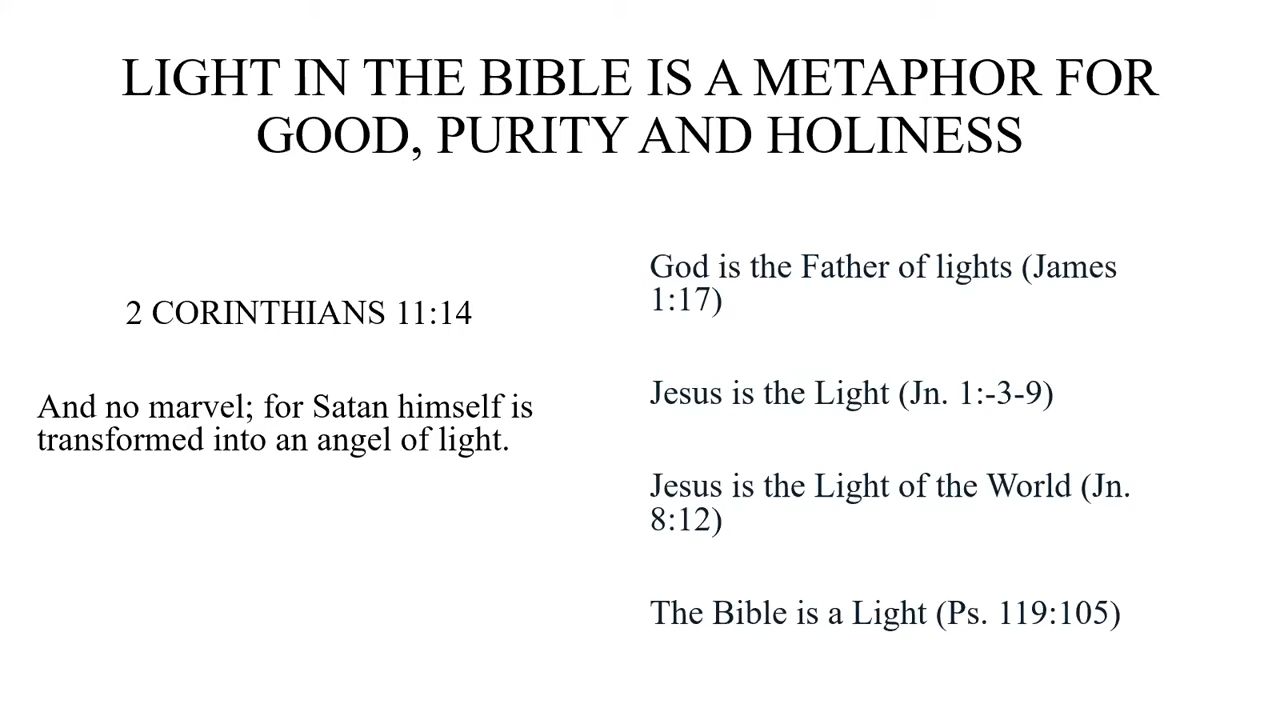 LIGHT IN THE BIBLE IS A METAPHOR FOR
GOOD, PURITY AND HOLINESS
2 CORINTHIANS 11:14
And no marvel; for Satan himself is
transformed into an angel of light.
God is the Father of lights (James
1:17)
Jesus is the Light (Jn. 1:-3-9)
Jesus is the Light of the World (Jn.
8:12)
The Bible is a Light (Ps. 119:105)